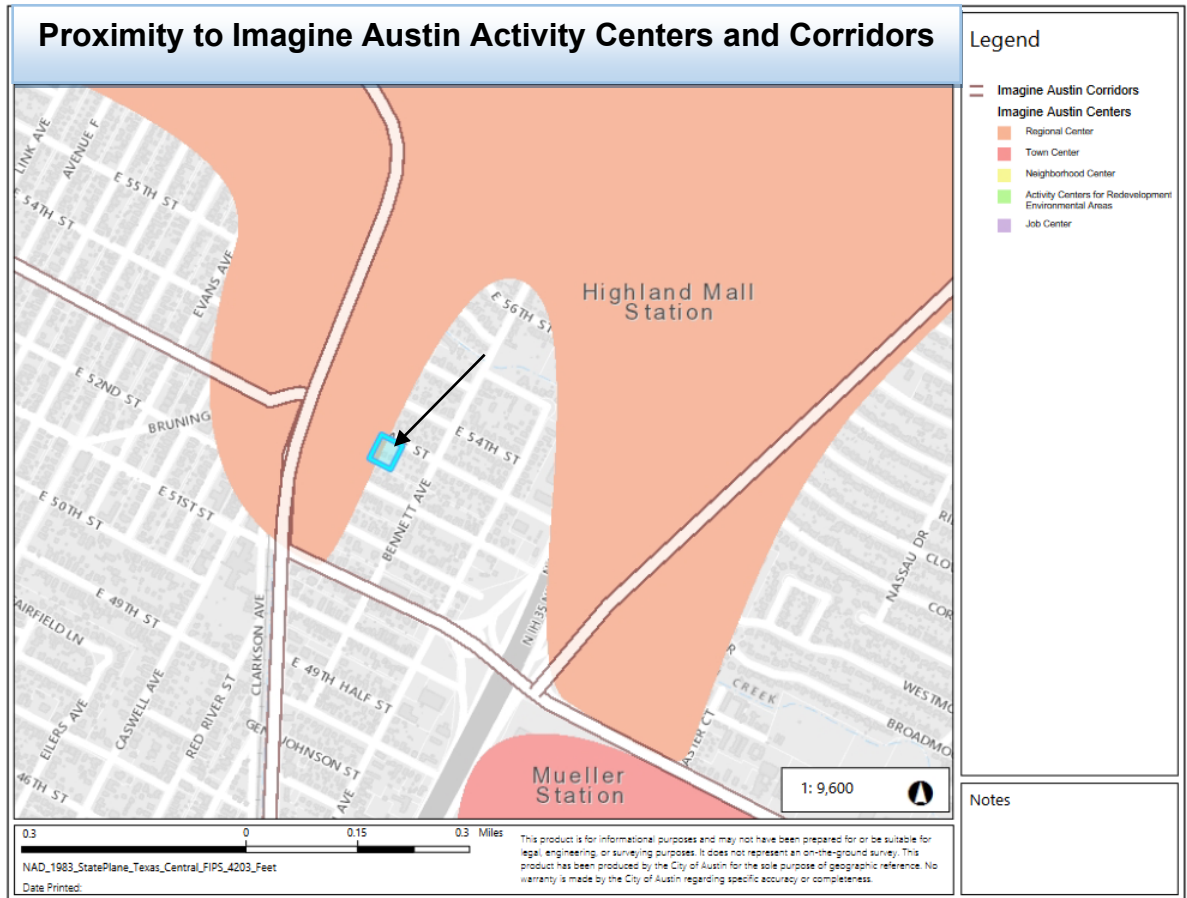 Proximity to Imagine Austin Activity Centers and Corridors
Legend
Imagine Austin Corridors
Imagine Austin Centers
Regional Center
Town Center
Neighborhood Center
Activity Centers for Redevelopment
Environmental Areas
Job Center
LINK AVE
AVENUE F
E 55TH ST
E 54TH ST
EVANS AVE
Highland Mall
Station
E 56TH ST
E 52ND ST
BRUNING
E 54TH ST
ST
E 51ST ST
E 50TH ST
BENNETT AVE
NASSAU DR
CLO
COR
E 49TH ST
FAIRFIELD LN
CLARKSON AVE
N IH 35
E 49TH HALF ST
CREEK
WESTMO
BROADMO
EILERS AVE
CASWELL AVE
RED RIVER ST
JOHNSON ST
ASTER CT
46TH ST
AVE
Mueller
Station
1: 9,600
Notes
0.3
0
0.15
0.3 Miles
NAD_1983_StatePlane_Texas_Central_FIPS_4203_Feet
Date Printed:
This product is for informational purposes and may not have been prepared for or be suitable for
legal, engineering, or surveying purposes. It does not represent an on-the-ground survey. This
product has been produced by the City of Austin for the sole purpose of geographic reference. No
warranty is made by the City of Austin regarding specific accuracy or completeness.